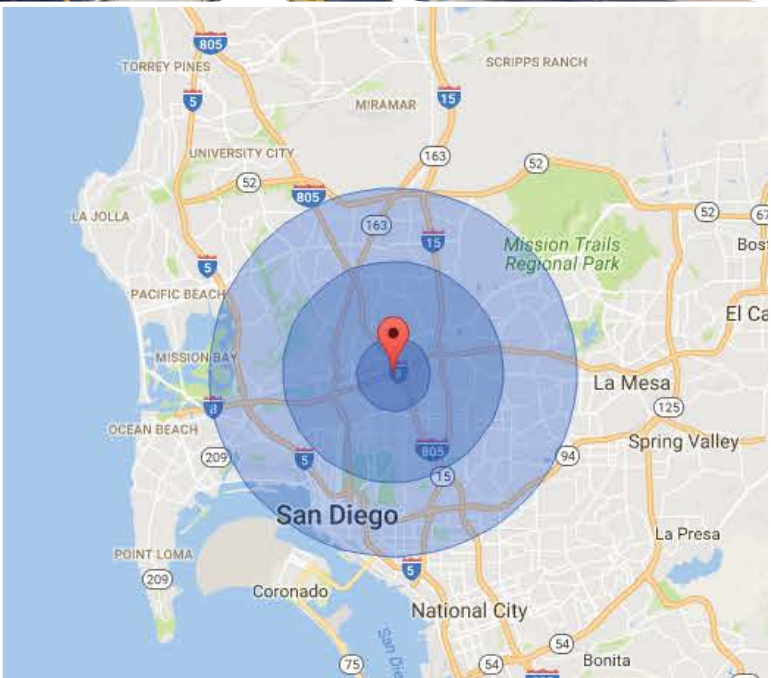 805
TORREY PINES
SCRIPPS RANCH
5
15
MIRAMAR
UNIVERSITY CITY
163
52
52
805
LA JOLLA
163
52
67
15
Mission Trails
Regional Park
5
PACIFIC BEACH
El Ca
MISSION BAY
8
La Mesa
8
125
OCEAN BEACH
Spring Valley
209
5
805
94
15
San Diego
La Presa
POINT LOMA
5
209
Coronado
National City
54
75
54
Bonita